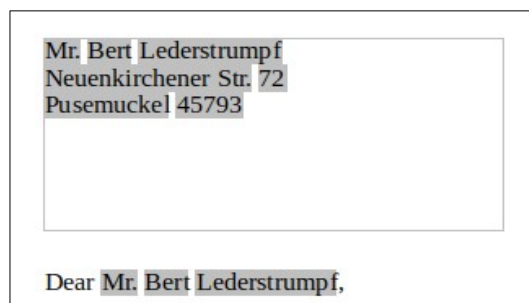 Mr. Bert Lederstrumpf
Neuenkirchener Str. 72
Pusemuckel 45793
Dear Mr. Bert Lederstrumpf,